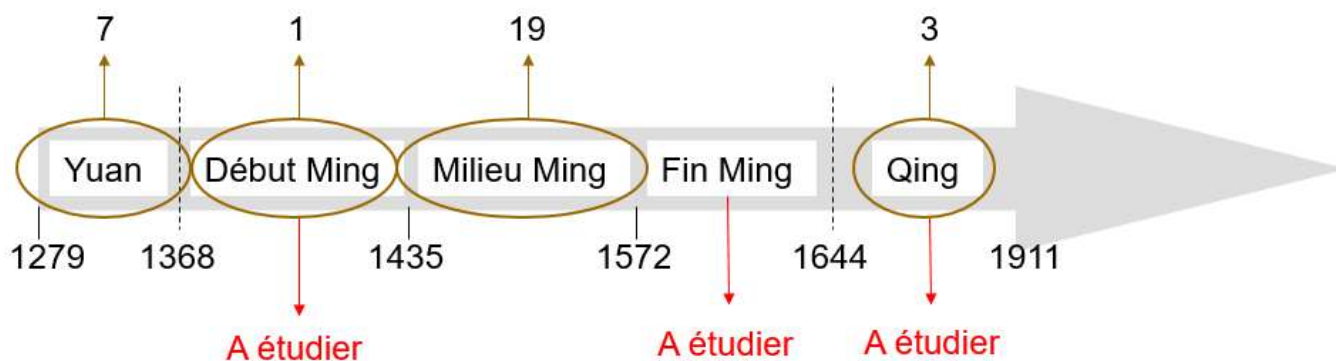 7 1 19 3
Yuan Début Ming Milieu Ming Fin Ming Qing
1279 1368 1435 1572 1644 1911
A étudier A étudier A étudier